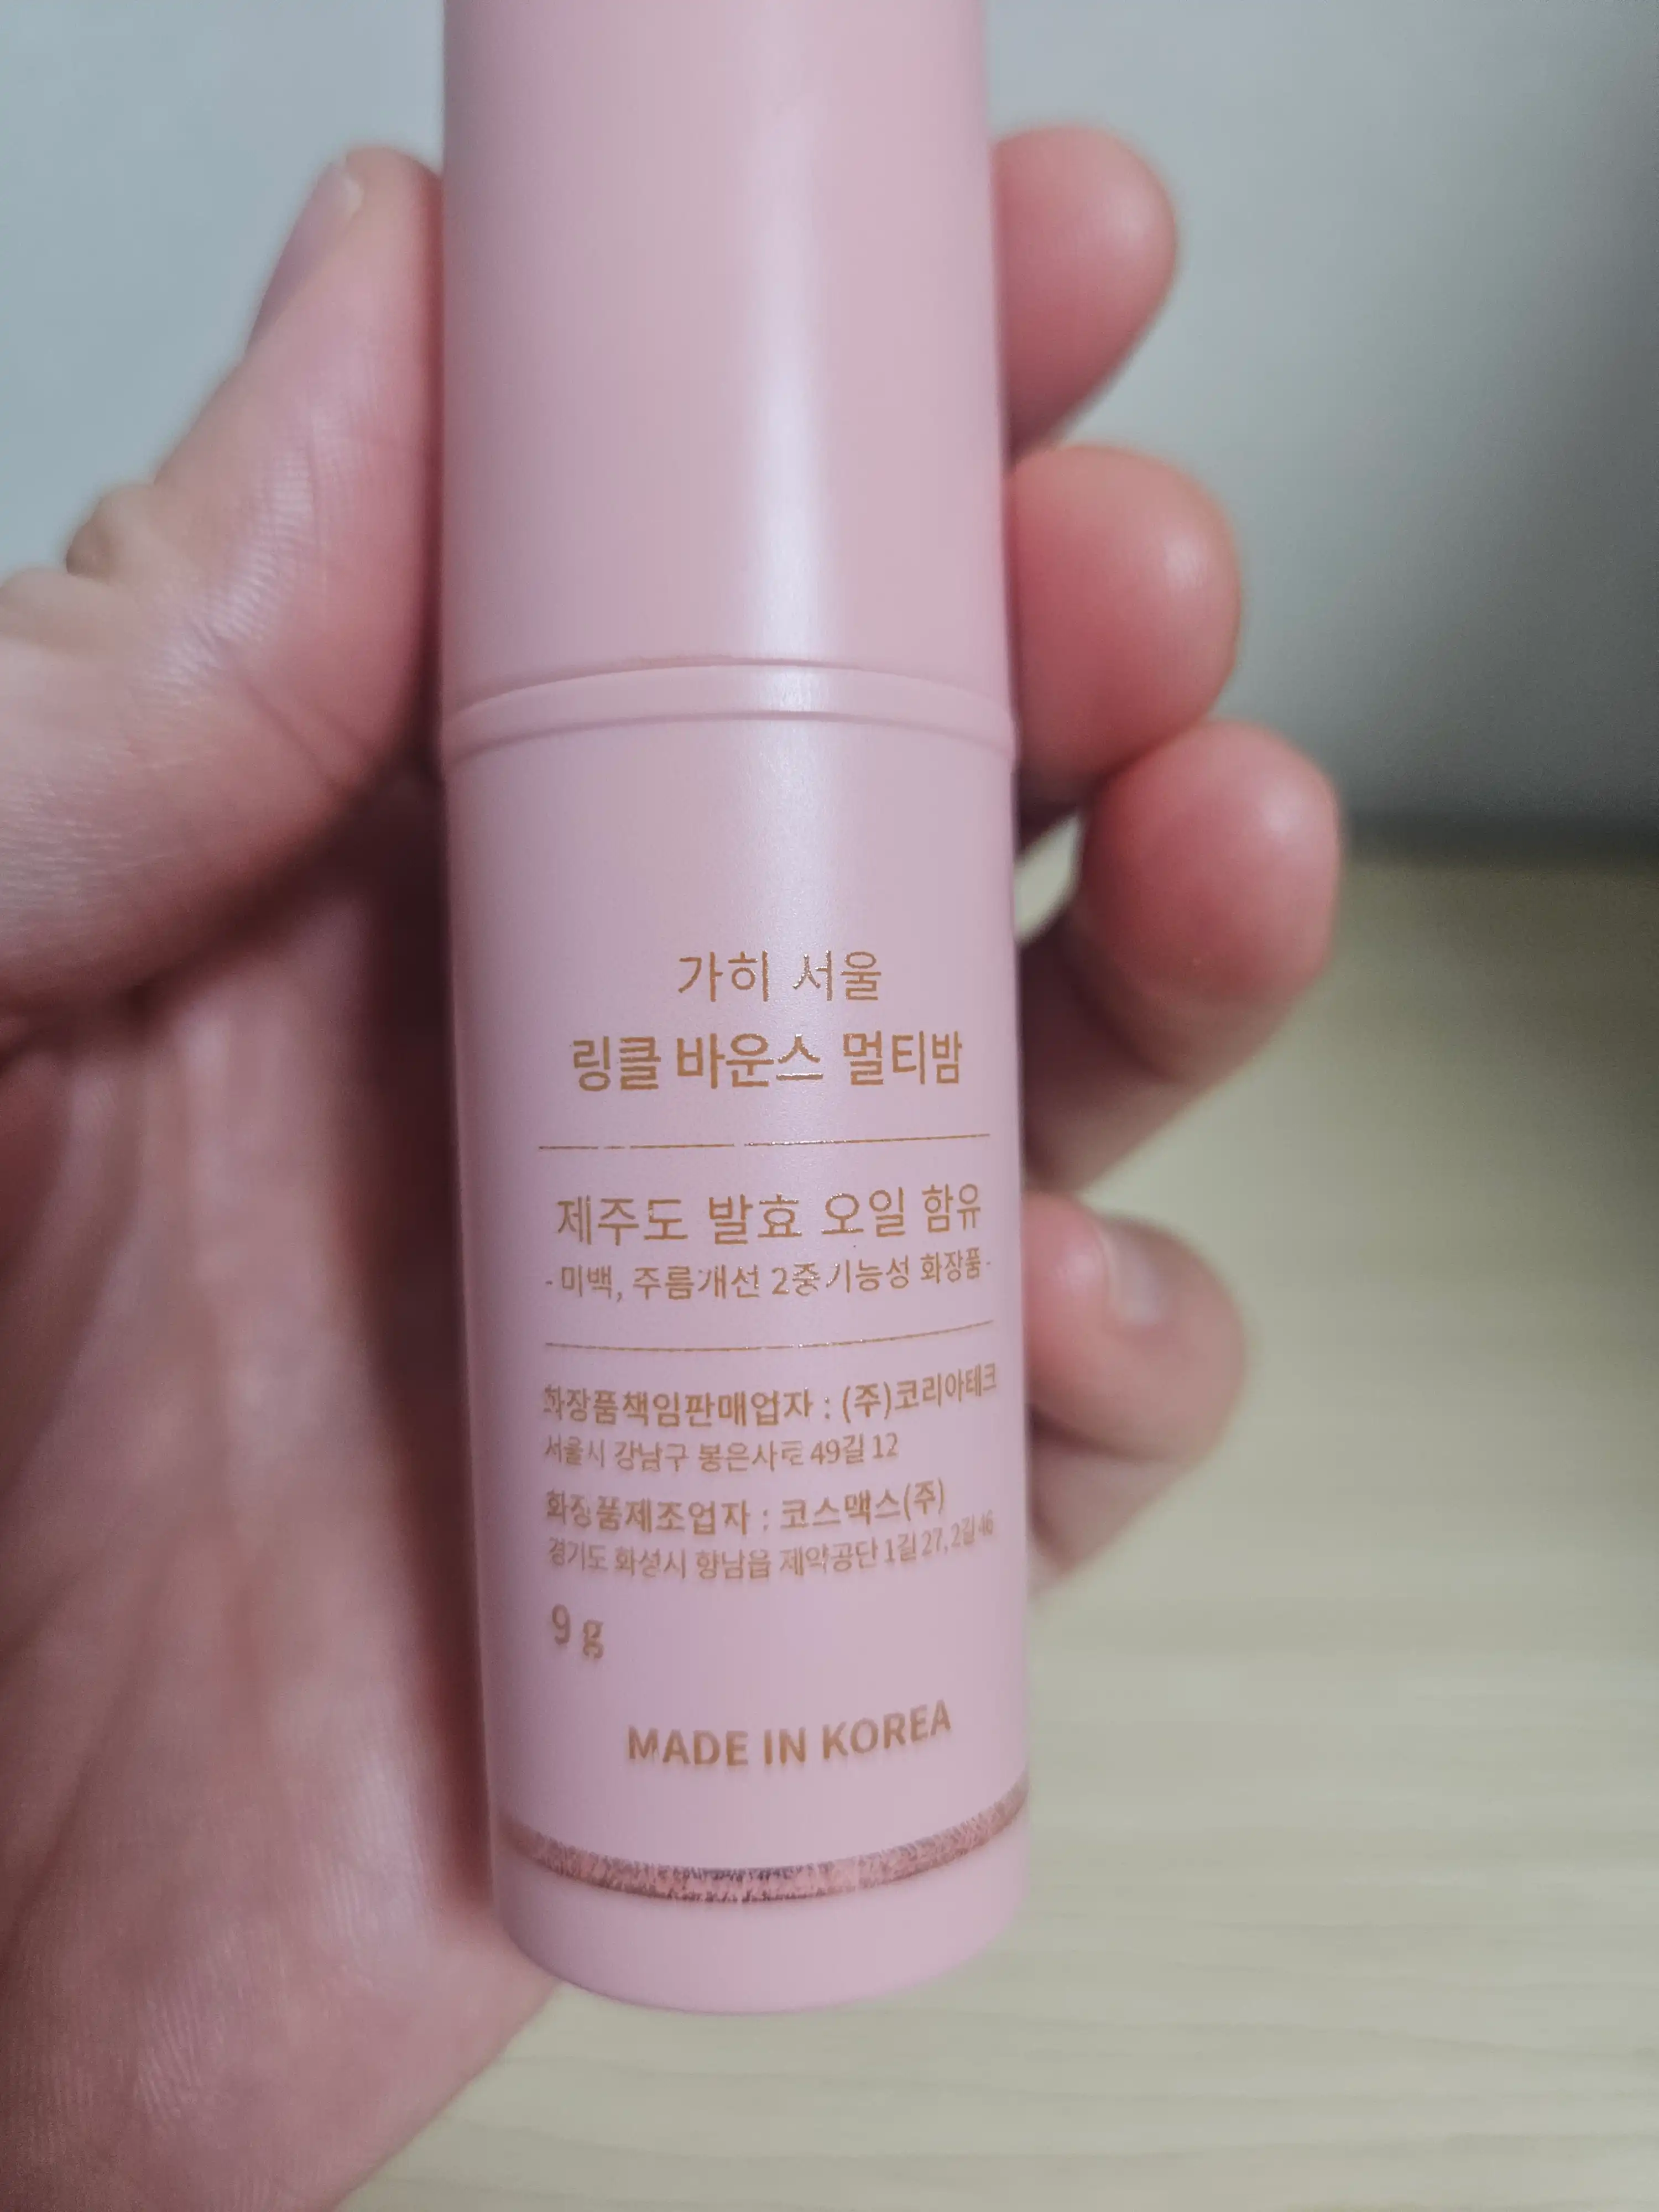 가히 서울
링클 바운스 멀티밤
제주도 발효 오일 함유
- 미백, 주름개선 2중기능성 화장품 -
화장품책임판매업자 : (주)코리아테크
서울시 강남구 봉은사로 49길 12
화장품제조업자 : 코스맥스(주)
경기도 화성시 향남읍 제약공단 1길 27, 2길 46
9 g
MADE IN KOREA